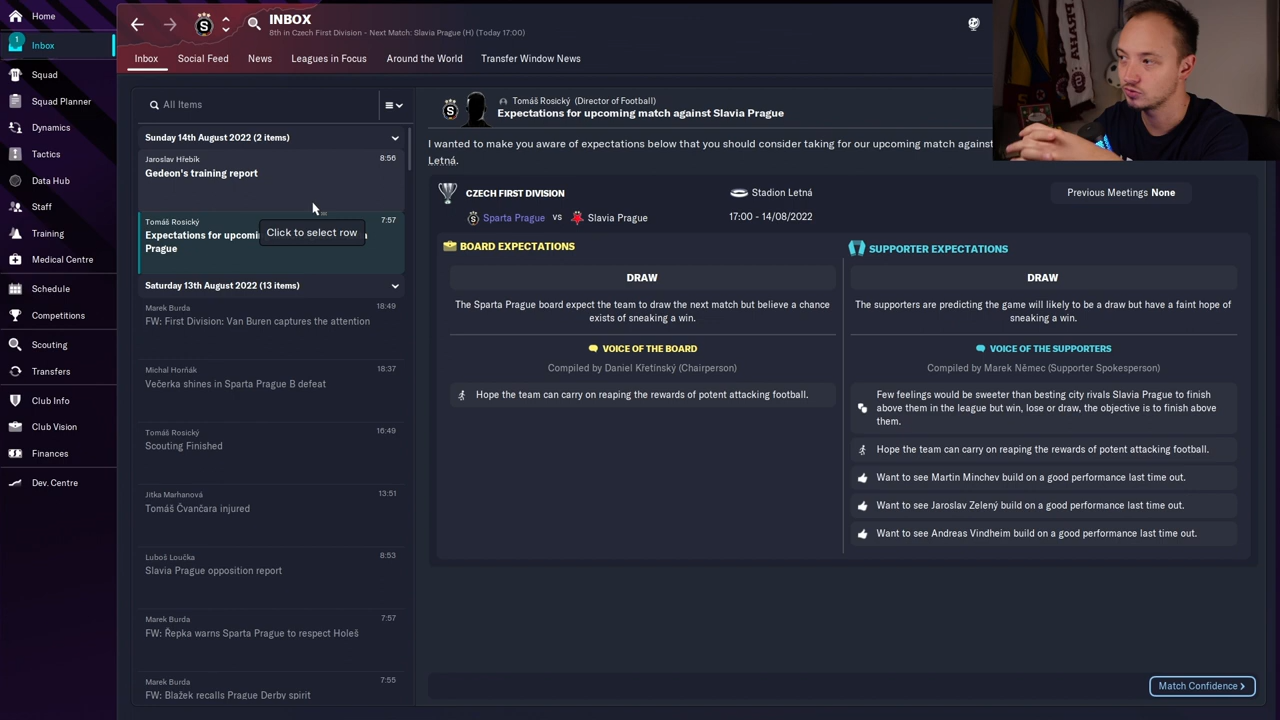 Home
1
Inbox
Squad
Squad Planner
Dynamics
Tactics
Data Hub
Staff
Training
Medical Centre
Schedule
Competitions
Scouting
Transfers
Club Info
Club Vision
Finances
Dev. Centre
INBOX
8th in Czech First Division - Next Match: Slavia Prague (H) (Today 17:00)
Inbox Social Feed News Leagues in Focus Around the World Transfer Window News
All Items
Sunday 14th August 2022 (2 items)
Jaroslav Hřebík 8:56
Gedeon's training report
Tomáš Rosický 7:57
Expectations for upcomi
Prague
Click to select row
Saturday 13th August 2022 (13 items)
Marek Burda 18:49
FW: First Division: Van Buren captures the attention
Michal Horňák 18:37
Večerka shines in Sparta Prague B defeat
Tomáš Rosický 16:49
Scouting Finished
Jitka Marhanová 13:51
Tomáš Čvančara injured
Luboš Loučka 8:53
Slavia Prague opposition report
Marek Burda 7:57
FW: Řepka warns Sparta Prague to respect Holeš
Marek Burda 7:55
FW: Blažek recalls Prague Derby spirit
Tomáš Rosický (Director of Football)
Expectations for upcoming match against Slavia Prague
I wanted to make you aware of expectations below that you should consider taking for our upcoming match against
Letná.
CZECH FIRST DIVISION
Sparta Prague vs Slavia Prague
Stadion Letná
17:00 - 14/08/2022
Previous Meetings None
BOARD EXPECTATIONS
DRAW
The Sparta Prague board expect the team to draw the next match but believe a chance
exists of sneaking a win.
VOICE OF THE BOARD
Compiled by Daniel Křetínský (Chairperson)
Hope the team can carry on reaping the rewards of potent attacking football.
SUPPORTER EXPECTATIONS
DRAW
The supporters are predicting the game will likely to be a draw but have a faint hope of
sneaking a win.
VOICE OF THE SUPPORTERS
Compiled by Marek Němec (Supporter Spokesperson)
Few feelings would be sweeter than besting city rivals Slavia Prague to finish
above them in the league but win, lose or draw, the objective is to finish above
them.
Hope the team can carry on reaping the rewards of potent attacking football.
Want to see Martin Minchev build on a good performance last time out.
Want to see Jaroslav Zelený build on a good performance last time out.
Want to see Andreas Vindheim build on a good performance last time out.
Match Confidence